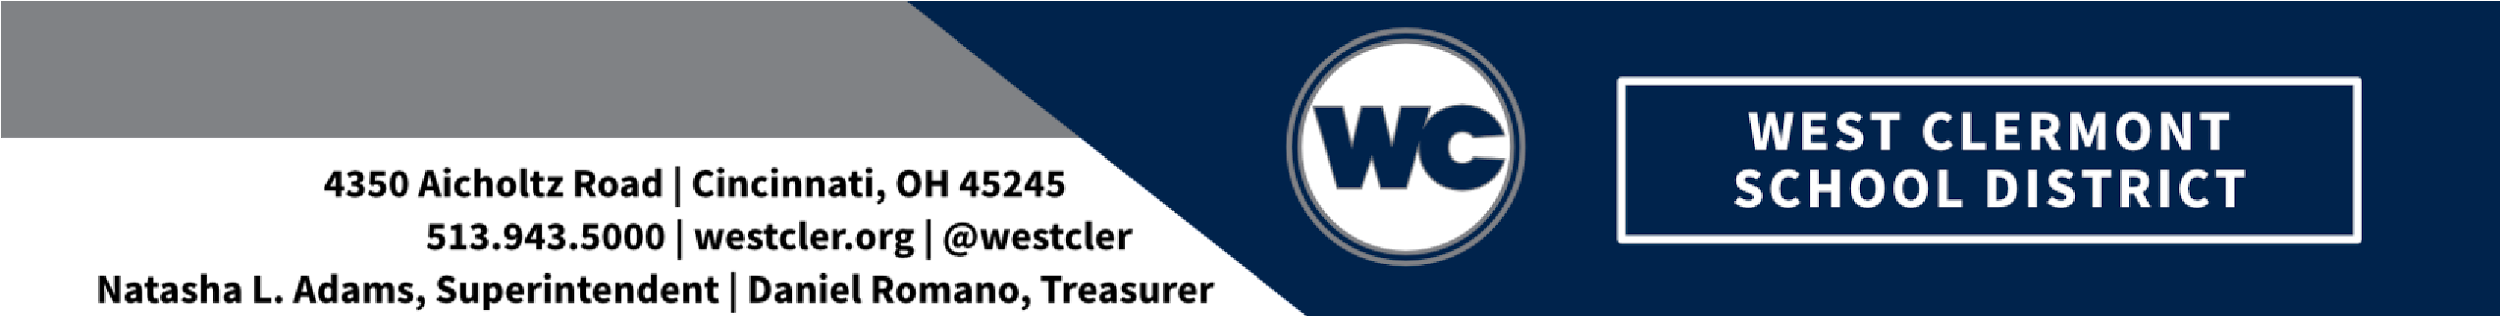 4350 Aicholtz Road | Cincinnati, OH 45245
513.943.5000 | westcler.org | @westcler
Natasha L. Adams, Superintendent | Daniel Romano, Treasurer
WC
WEST CLERMONT
SCHOOL DISTRICT